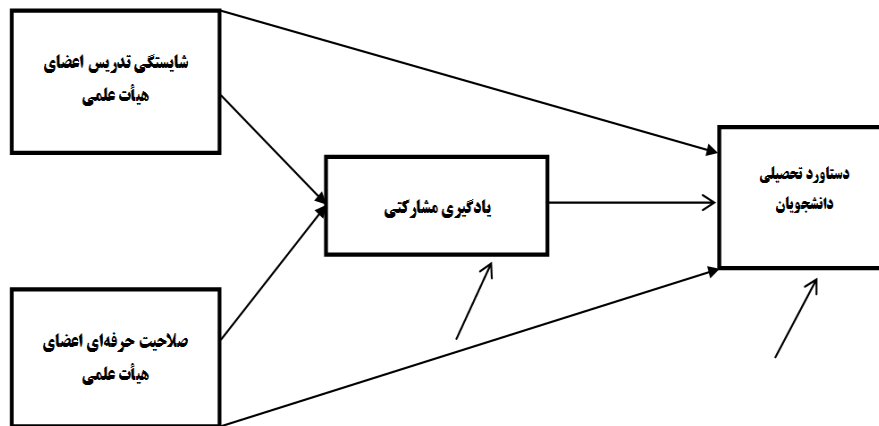 شایستگی تدریس اعضای
هیأت علمی
یادگیری مشارکتی
دستاورد تحصیلی
دانشجویان
صلاحیت حرفه‌ای اعضای
هیأت علمی